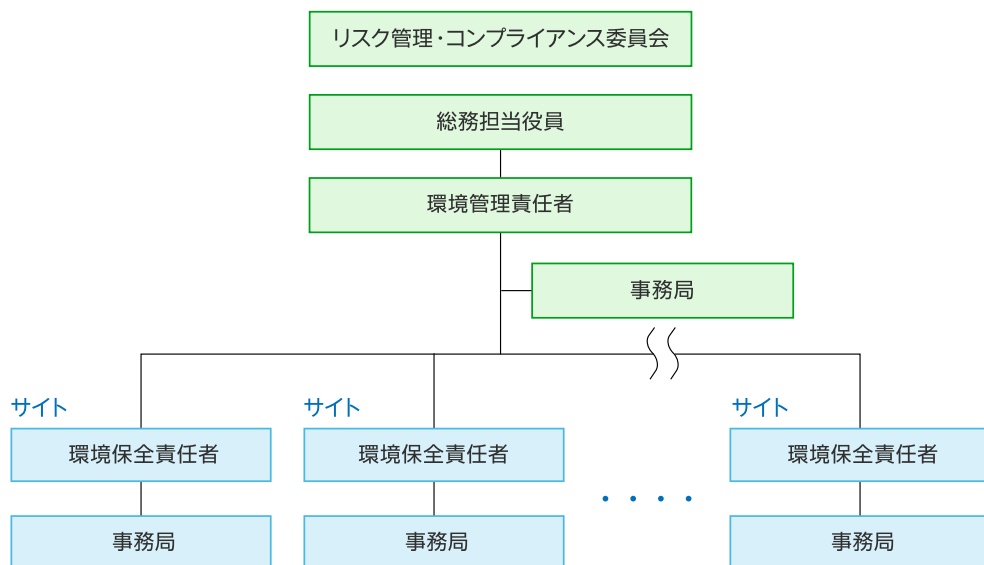 リスク管理・コンプライアンス委員会
総務担当役員
環境管理責任者
事務局
サイト
サイト
サイト
環境保全責任者
環境保全責任者
環境保全責任者
・・・・
事務局
事務局
事務局